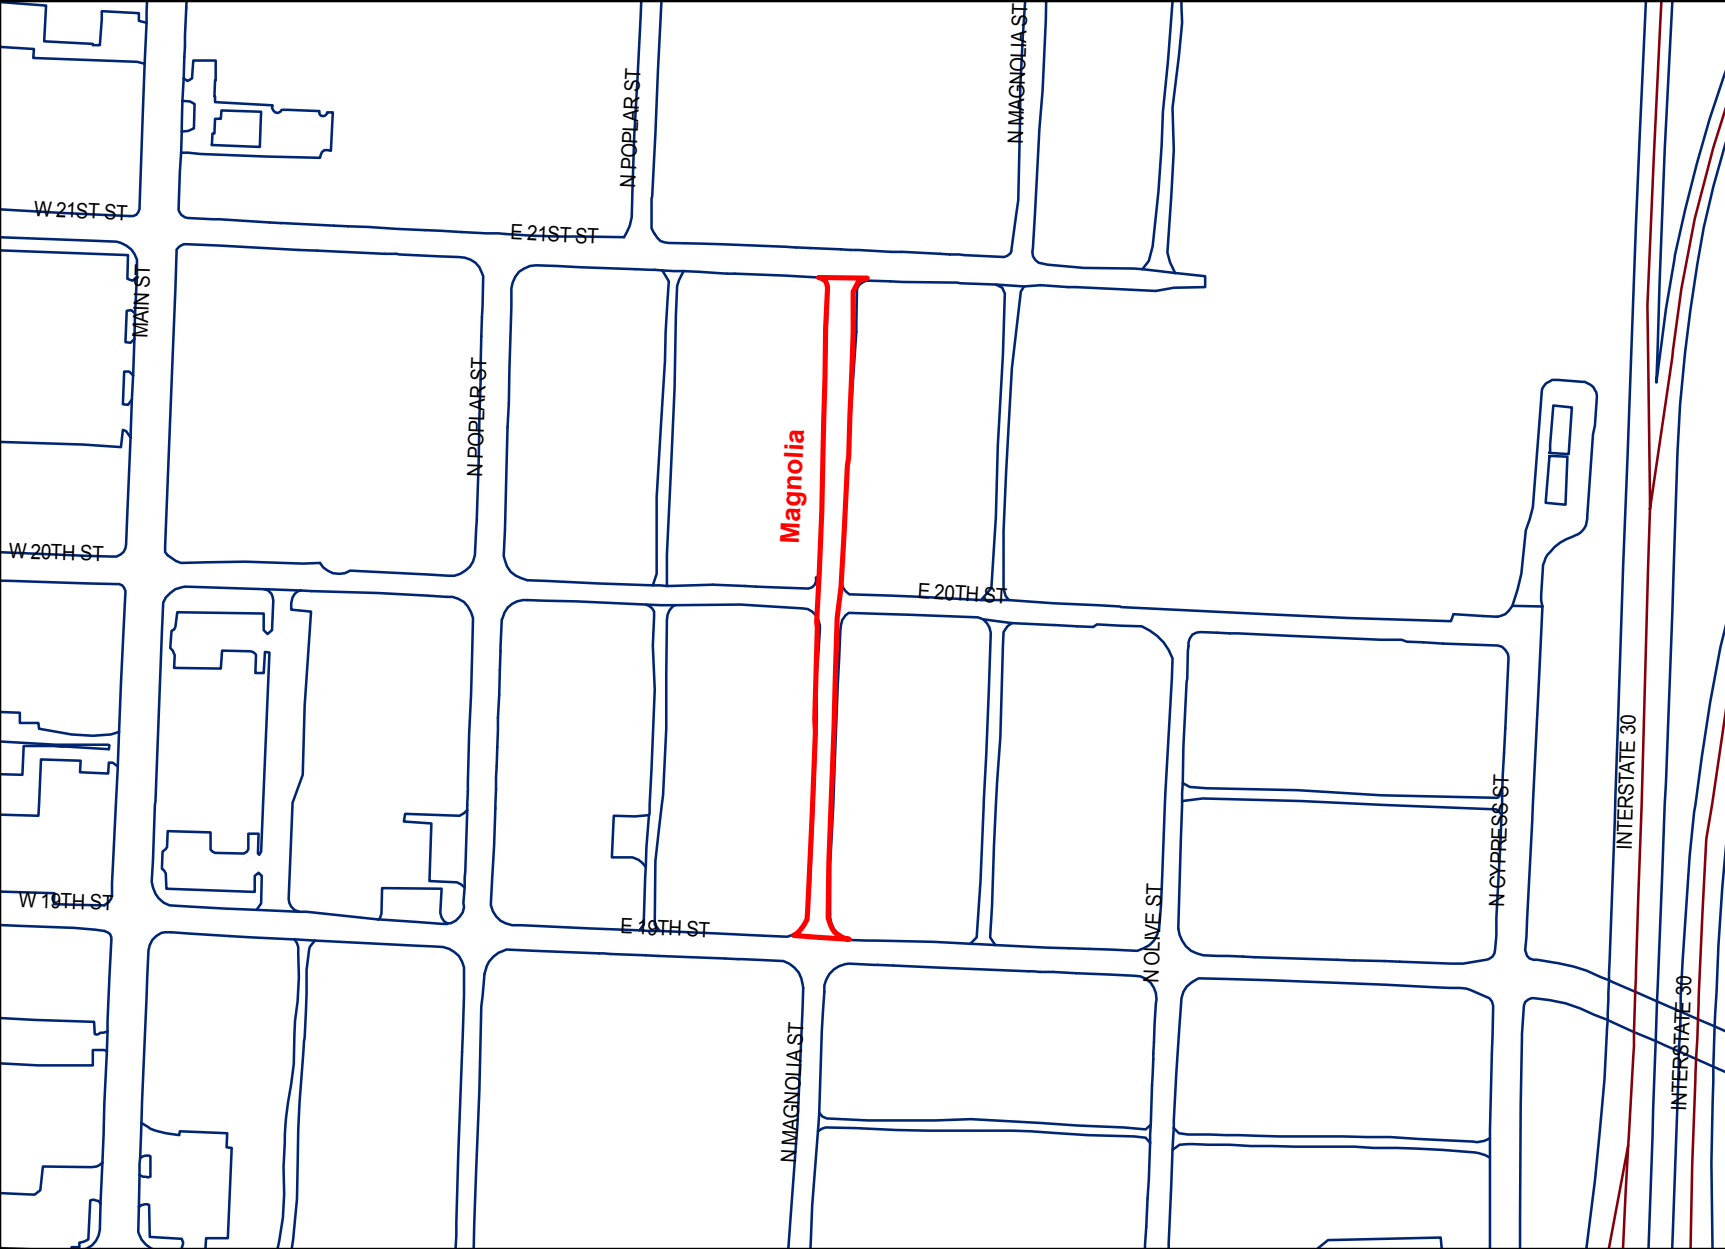 N MAGNOLIA ST
N POPLAR ST
W 21ST ST
E 21ST ST
MAIN ST
N POPLAR ST
Magnolia
W 20TH ST
E 20TH ST
INTERSTATE 30
N CYPRESS ST
W 19TH ST
E 19TH ST
N OLIVE ST
INTERSTATE 30
N MAGNOLIA ST